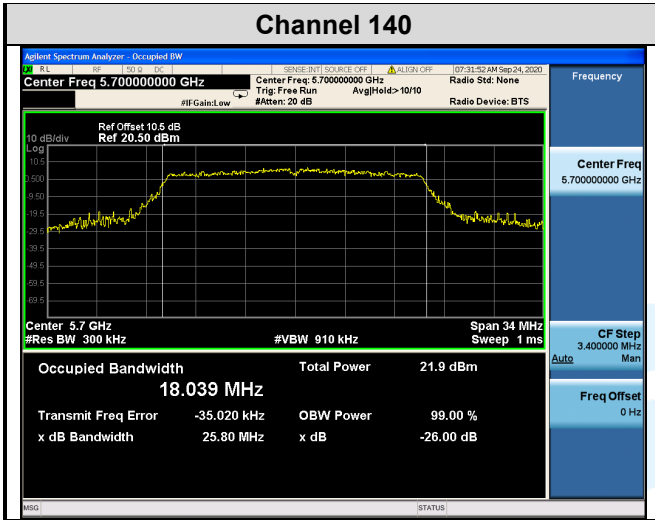 Channel 140
Agilent Spectrum Analyzer - Occupied BW
RL RF 50 Ω DC SENSE:INT SOURCE OFF ALIGN OFF 07:31:52 AM Sep 24, 2020
Center Freq 5.700000000 GHz
Center Freq: 5.700000000 GHz Radio Std: None
Trig: Free Run Avg|Hold:>10/10
#IFGain:Low #Atten: 20 dB Radio Device: BTS
Frequency
Ref Offset 10.5 dB
10 dB/div Ref 20.50 dBm
Log
10.5
0.500
-9.50
-19.5
-29.5
-39.5
-49.5
-59.5
-69.5
Center Freq
5.700000000 GHz
Center 5.7 GHz Span 34 MHz
#Res BW 300 kHz #VBW 910 kHz Sweep 1 ms
CF Step
3.400000 MHz
Auto Man
Freq Offset
0 Hz
Occupied Bandwidth Total Power 21.9 dBm
18.039 MHz
Transmit Freq Error -35.020 kHz OBW Power 99.00 %
x dB Bandwidth 25.80 MHz x dB -26.00 dB
MSG STATUS